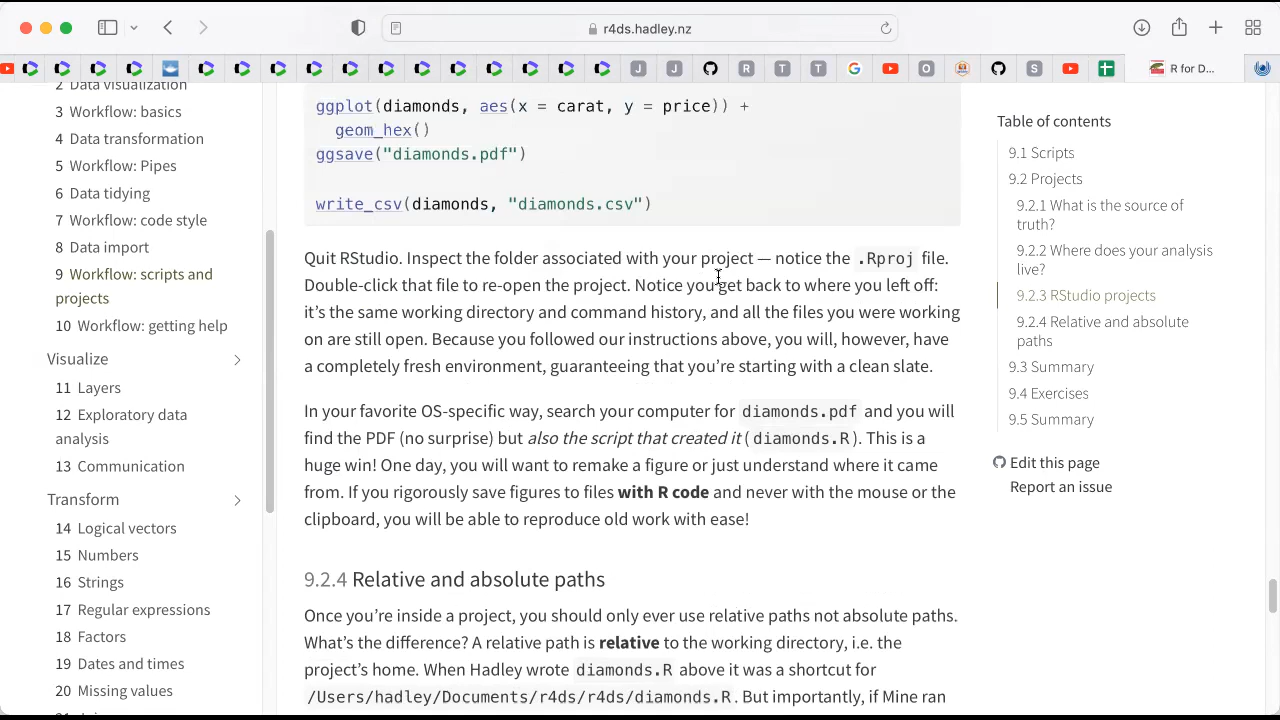 r4ds.hadley.nz
J
J
R
T
T
O
S
R for D...
2 Data visualization
3 Workflow: basics
4 Data transformation
5 Workflow: Pipes
6 Data tidying
7 Workflow: code style
8 Data import
9 Workflow: scripts and
projects
10 Workflow: getting help
Visualize
11 Layers
12 Exploratory data
analysis
13 Communication
Transform
14 Logical vectors
15 Numbers
16 Strings
17 Regular expressions
18 Factors
19 Dates and times
20 Missing values
ggplot(diamonds, aes(x = carat, y = price)) +
geom_hex()
ggsave("diamonds.pdf")
write_csv(diamonds, "diamonds.csv")
Quit RStudio. Inspect the folder associated with your project — notice the .Rproj file.
Double-click that file to re-open the project. Notice you get back to where you left off:
it’s the same working directory and command history, and all the files you were working
on are still open. Because you followed our instructions above, you will, however, have
a completely fresh environment, guaranteeing that you’re starting with a clean slate.
In your favorite OS-specific way, search your computer for diamonds.pdf and you will
find the PDF (no surprise) but also the script that created it (diamonds.R). This is a
huge win! One day, you will want to remake a figure or just understand where it came
from. If you rigorously save figures to files with R code and never with the mouse or the
clipboard, you will be able to reproduce old work with ease!
9.2.4 Relative and absolute paths
Once you’re inside a project, you should only ever use relative paths not absolute paths.
What’s the difference? A relative path is relative to the working directory, i.e. the
project’s home. When Hadley wrote diamonds.R above it was a shortcut for
/Users/hadley/Documents/r4ds/r4ds/diamonds.R. But importantly, if Mine ran
Table of contents
9.1 Scripts
9.2 Projects
9.2.1 What is the source of
truth?
9.2.2 Where does your analysis
live?
9.2.3 RStudio projects
9.2.4 Relative and absolute
paths
9.3 Summary
9.4 Exercises
9.5 Summary
Edit this page
Report an issue